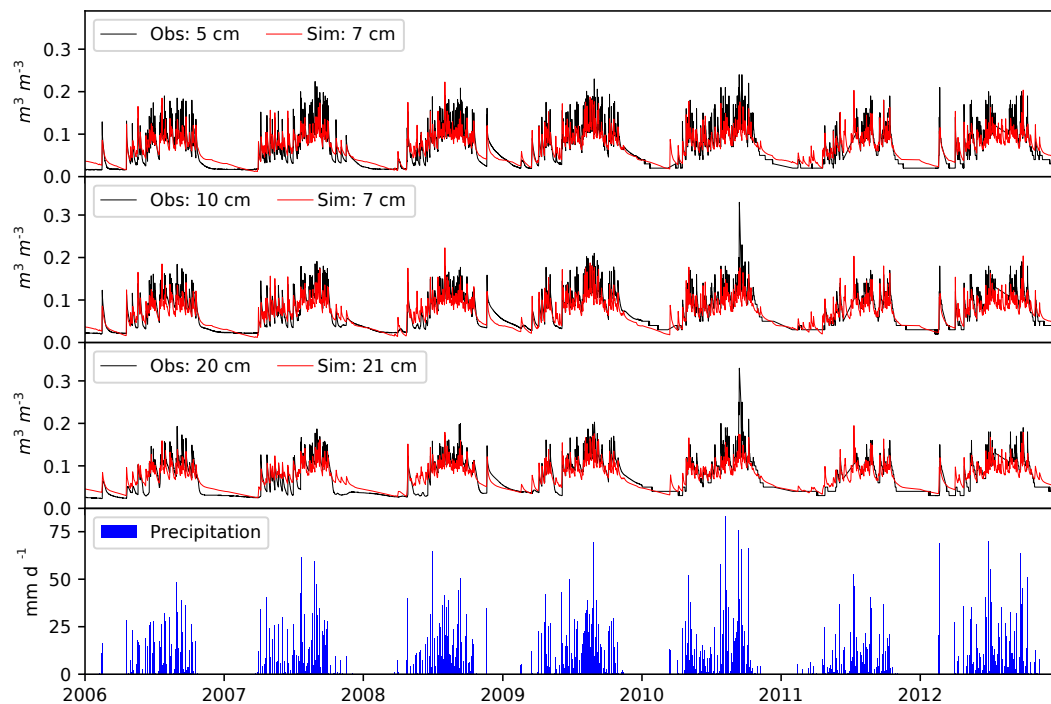 Obs: 5 cm Sim: 7 cm
0.3
0.2
0.1
0.0
m³ m⁻³
Obs: 10 cm Sim: 7 cm
0.3
0.2
0.1
0.0
m³ m⁻³
Obs: 20 cm Sim: 21 cm
0.3
0.2
0.1
0.0
m³ m⁻³
Precipitation
75
50
25
0
mm d ⁻¹
2006 2007 2008 2009 2010 2011 2012